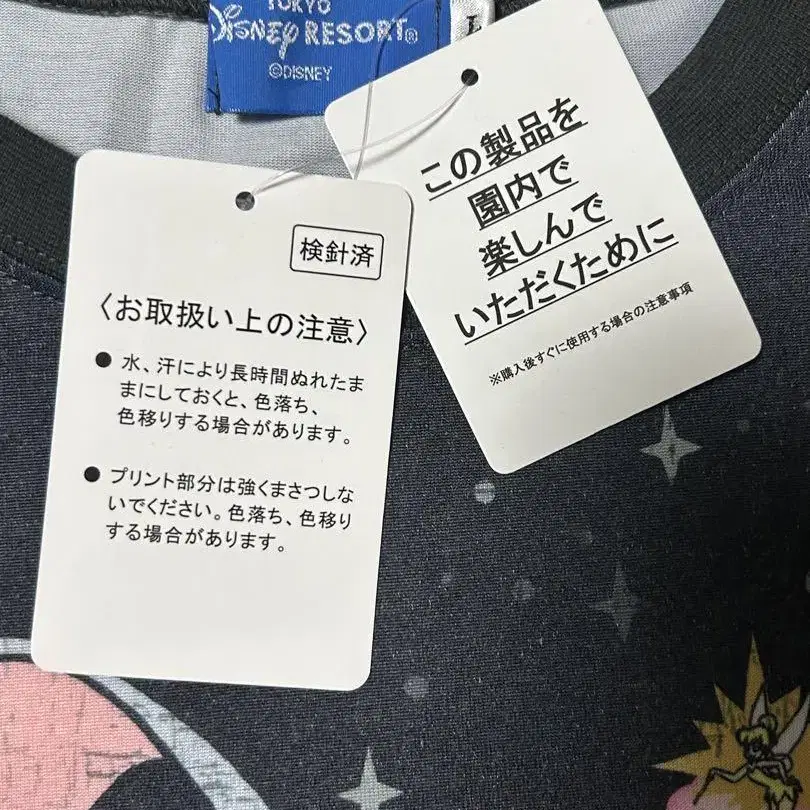 TOKYO
Disney RESORT®
©DISNEY
この製品を
園内で
楽しんで
いただくために
※購入後すぐに使用する場合の注意事項
検針済
〈お取扱い上の注意〉
● 水、汗により長時間ぬれたま
まにしておくと、色落ち、
色移りする場合があります。
● プリント部分は強くまさつしな
いでください。色落ち、色移り
する場合があります。